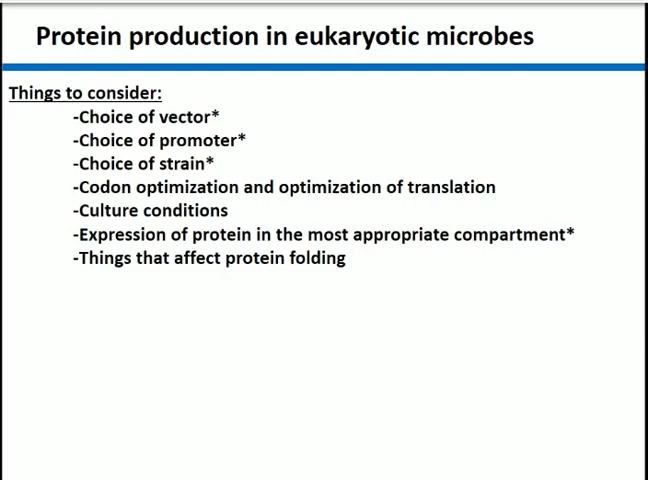 Protein production in eukaryotic microbes
Things to consider:
-Choice of vector*
-Choice of promoter*
-Choice of strain*
-Codon optimization and optimization of translation
-Culture conditions
-Expression of protein in the most appropriate compartment*
-Things that affect protein folding